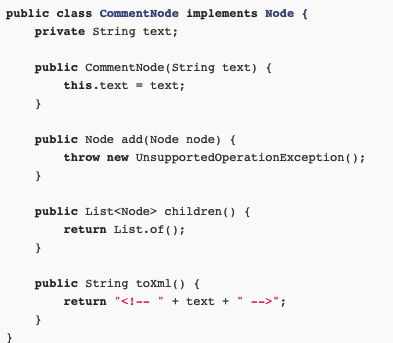 public class CommentNode implements Node {
    private String text;

    public CommentNode(String text) {
        this.text = text;
    }

    public Node add(Node node) {
        throw new UnsupportedOperationException();
    }

    public List<Node> children() {
        return List.of();
    }

    public String toXml() {
        return "<!-- " + text + " -->";
    }
}